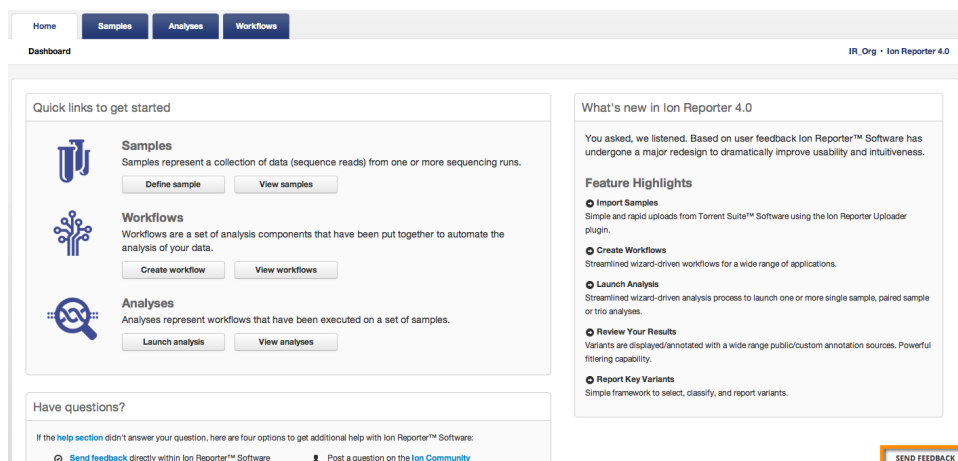 Home
Samples
Analyses
Workflows
Dashboard
IR_Org • Ion Reporter 4.0
Quick links to get started
Samples
Samples represent a collection of data (sequence reads) from one or more sequencing runs.
Define sample
View samples
Workflows
Workflows are a set of analysis components that have been put together to automate the
analysis of your data.
Create workflow
View workflows
Analyses
Analyses represent workflows that have been executed on a set of samples.
Launch analysis
View analyses
Have questions?
If the help section didn't answer your question, here are four options to get additional help with Ion Reporter™ Software:
Send feedback directly within Ion Reporter™ Software
Post a question on the Ion Community
What's new in Ion Reporter 4.0
You asked, we listened. Based on user feedback Ion Reporter™ Software has
undergone a major redesign to dramatically improve usability and intuitiveness.
Feature Highlights
Import Samples
Simple and rapid uploads from Torrent Suite™ Software using the Ion Reporter Uploader
plugin.
Create Workflows
Streamlined wizard-driven workflows for a wide range of applications.
Launch Analysis
Streamlined wizard-driven analysis process to launch one or more single sample, paired sample
or trio analyses.
Review Your Results
Variants are displayed/annotated with a wide range public/custom annotation sources. Powerful
fitlering capability.
Report Key Variants
Simple framework to select, classify, and report variants.
SEND FEEDBACK